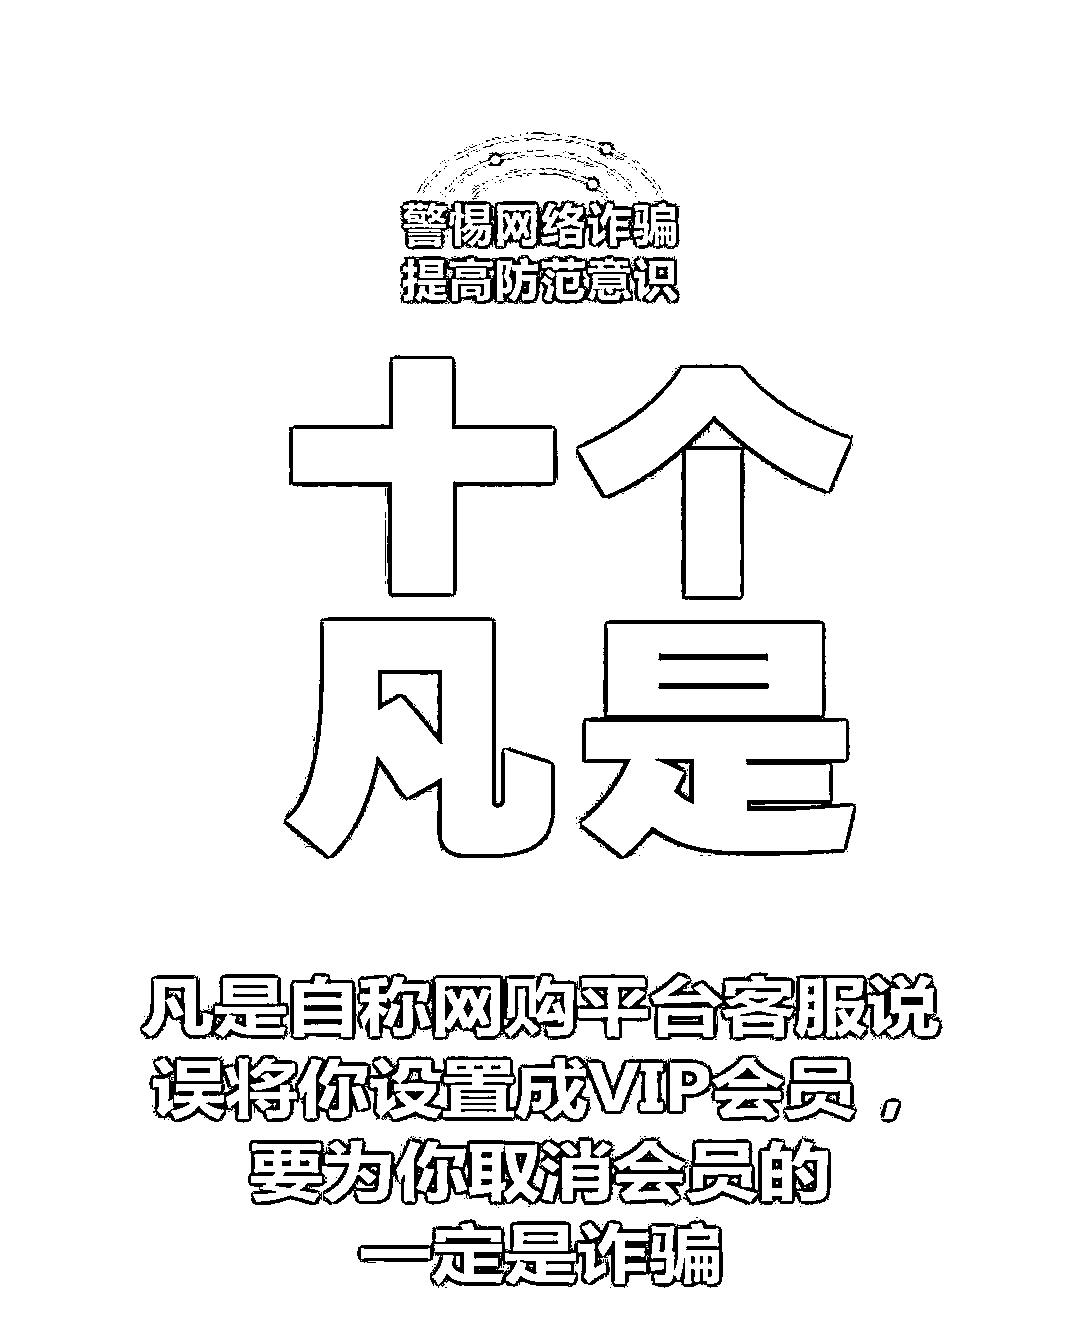 警惕网络诈骗
提高防范意识
十个
凡是
凡是自称网购平台客服说
误将你设置成VIP会员，
要为你取消会员的
一定是诈骗